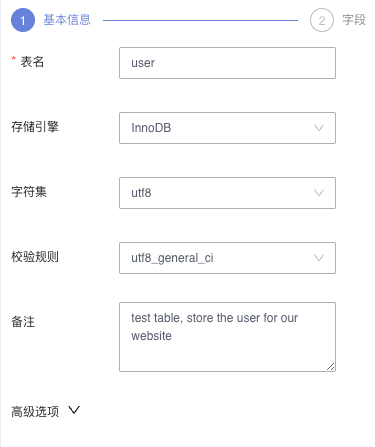 1 基本信息 2 字段
* 表名 user
存储引擎 InnoDB
字符集 utf8
校验规则 utf8_general_ci
备注 test table, store the user for our
website
高级选项